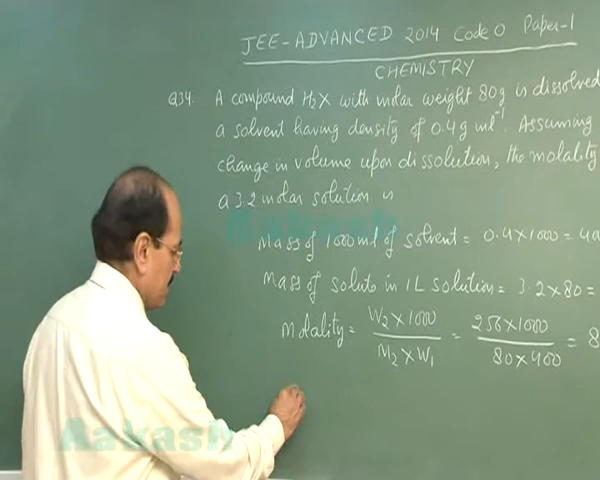 JEE-ADVANCED 2014 Code 0 Paper-1
CHEMISTRY
Q34. A compound H₂X with molar weight 80g is dissolved
a solvent having density of 0.4 g ml⁻¹. Assuming
change in volume upon dissolution, the molality
a 3.2 molar solution is
Aakash
Mass of 1000 ml of solvent = 0.4 x 1000 = 40
Mass of solute in 1L solution = 3.2 x 80 =
Molality = W₂ x 1000 / M₂ x W₁ = 256 x 1000 / 80 x 400 = 8
Aakash